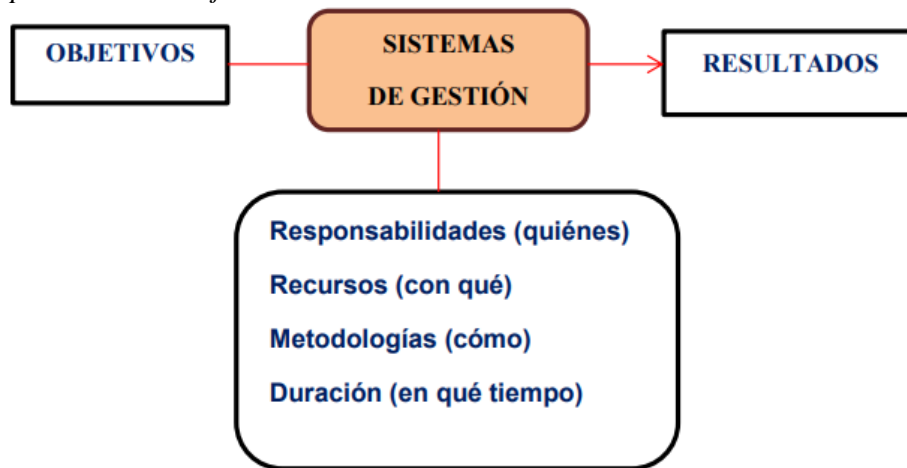 OBJETIVOS
SISTEMAS
DE GESTIÓN
RESULTADOS
Responsabilidades (quiénes)
Recursos (con qué)
Metodologías (cómo)
Duración (en qué tiempo)